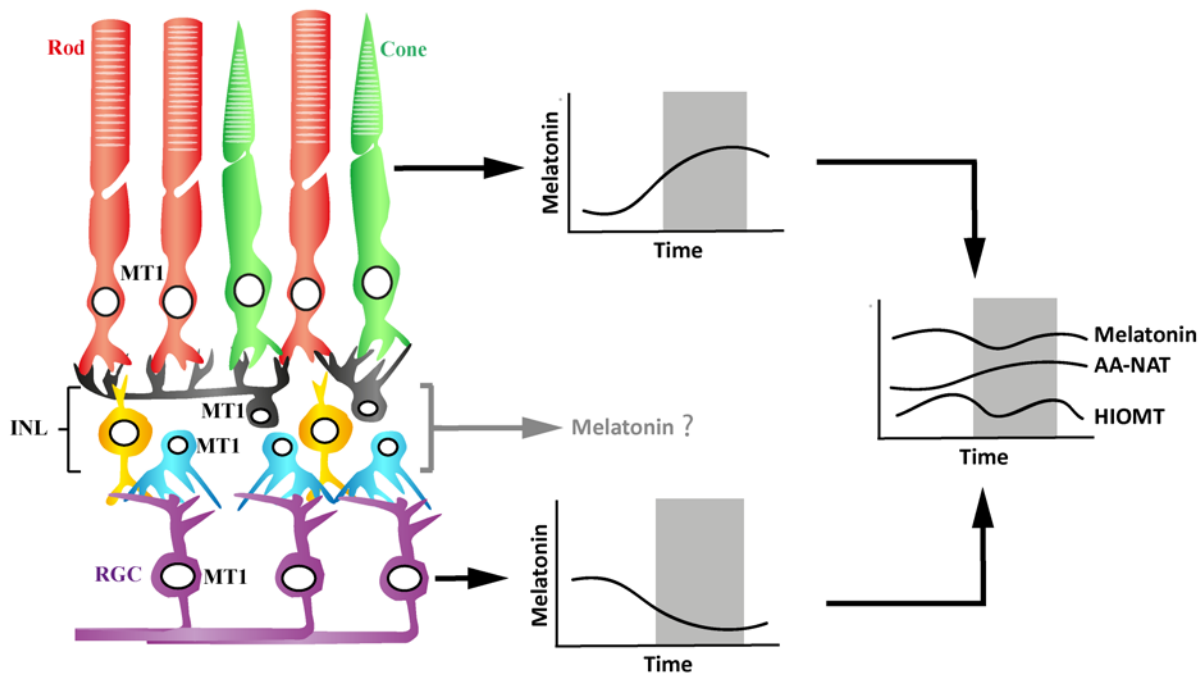 Rod
Cone
MT1
Melatonin
Time
INL
MT1
MT1
Melatonin ?
Melatonin
AA-NAT
HIOMT
Time
RGC
MT1
Melatonin
Time